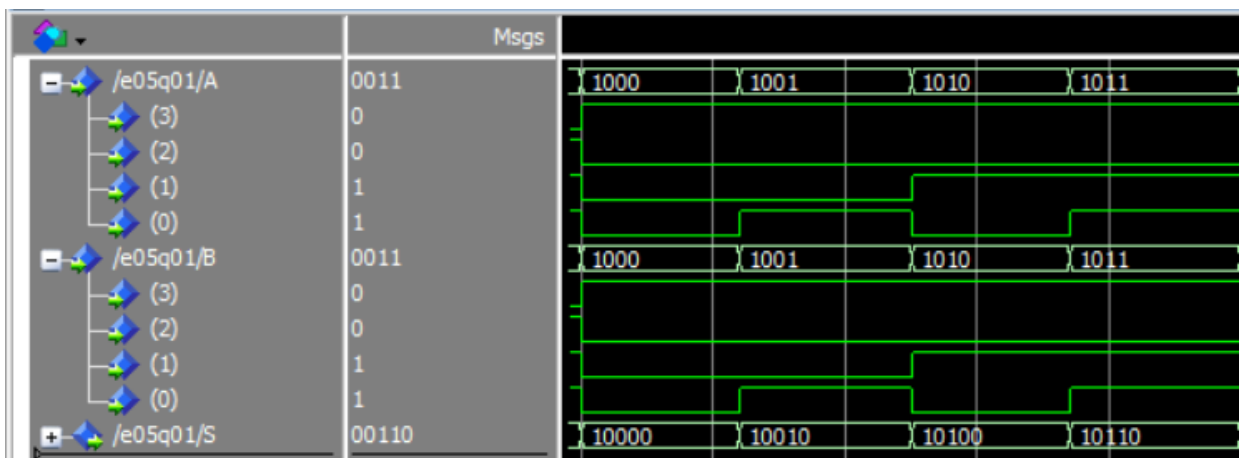 Msgs
/e05q01/A 0011 1000 1001 1010 1011
(3) 0
(2) 0
(1) 1
(0) 1
/e05q01/B 0011 1000 1001 1010 1011
(3) 0
(2) 0
(1) 1
(0) 1
/e05q01/S 00110 10000 10010 10100 10110